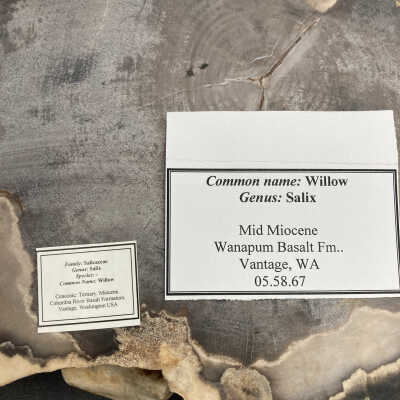 Common name: Willow
Genus: Salix
Mid Miocene
Wanapum Basalt Fm..
Vantage, WA
05.58.67
Family: Salicaceae
Genus: Salix
Species: -
Common Name: Willow
Cenozoic: Tertiary, Miocene
Columbia River Basalt Formation
Vantage, Washington USA